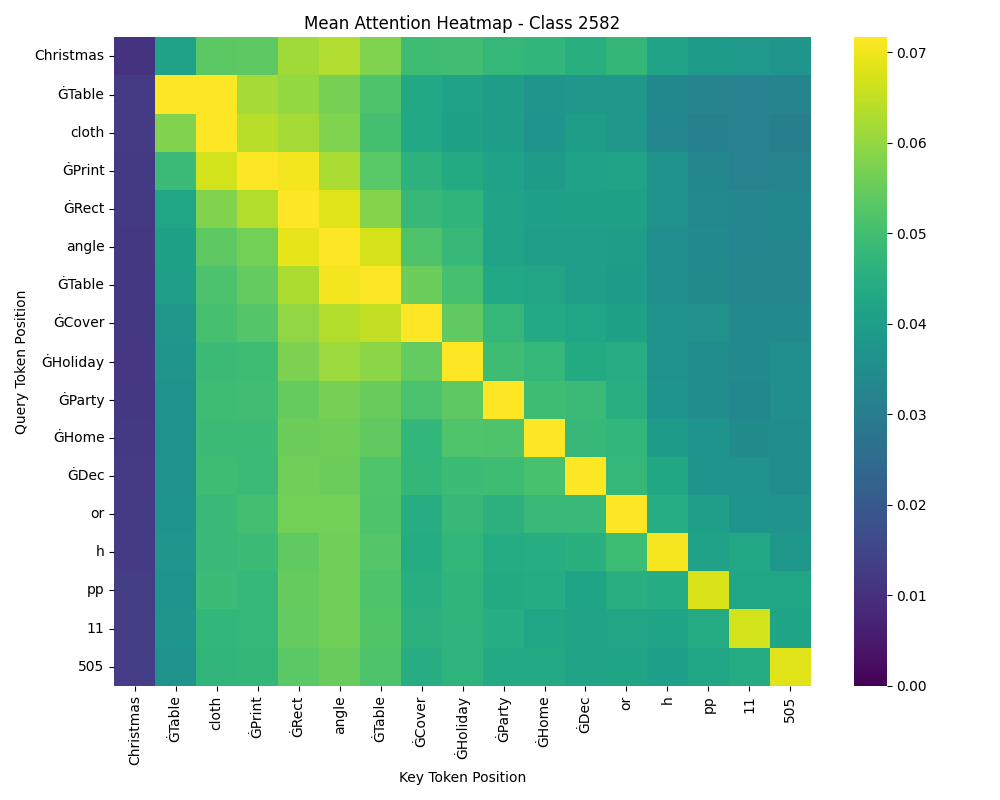 Mean Attention Heatmap - Class 2582
Query Token Position
Christmas
ĠTable
cloth
ĠPrint
ĠRect
angle
ĠTable
ĠCover
ĠHoliday
ĠParty
ĠHome
ĠDec
or
h
pp
11
505
Christmas
ĠTable
cloth
ĠPrint
ĠRect
angle
ĠTable
ĠCover
ĠHoliday
ĠParty
ĠHome
ĠDec
or
h
pp
11
505
Key Token Position
0.07
0.06
0.05
0.04
0.03
0.02
0.01
0.00